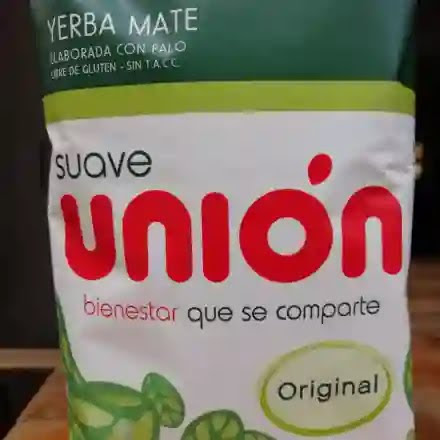 YERBA MATE
ELABORADA CON PALO
LIBRE DE GLUTEN - SIN T.A.C.C.
suave
unión
bienestar que se comparte
Original